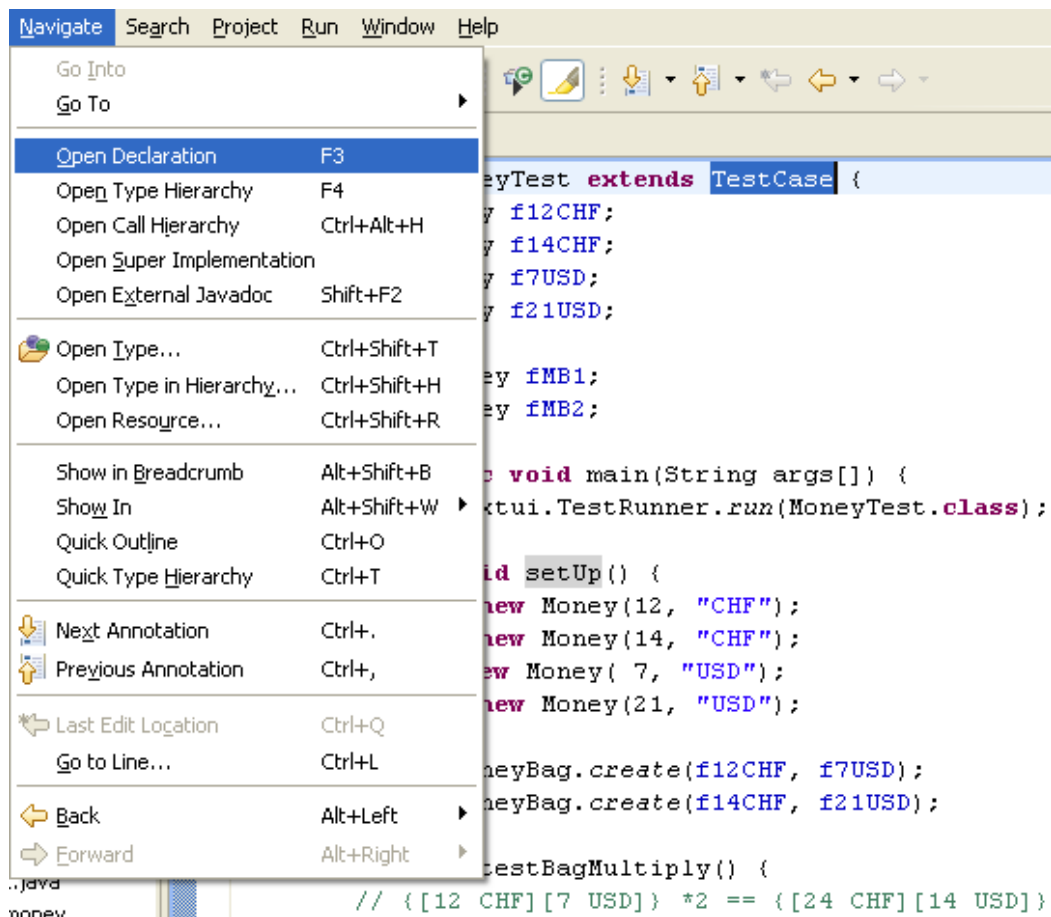 Navigate Search Project Run Window Help
Go Into
Go To
Open Declaration F3
Open Type Hierarchy F4
Open Call Hierarchy Ctrl+Alt+H
Open Super Implementation
Open External Javadoc Shift+F2
Open Type... Ctrl+Shift+T
Open Type in Hierarchy... Ctrl+Shift+H
Open Resource... Ctrl+Shift+R
Show in Breadcrumb Alt+Shift+B
Show In Alt+Shift+W
Quick Outline Ctrl+O
Quick Type Hierarchy Ctrl+T
Next Annotation Ctrl+.
Previous Annotation Ctrl+,
Last Edit Location Ctrl+Q
Go to Line... Ctrl+L
Back Alt+Left
Forward Alt+Right
.java
money
eyTest extends TestCase {
y f12CHF;
y f14CHF;
y f7USD;
y f21USD;
ey fMB1;
ey fMB2;
c void main(String args[]) {
xtui.TestRunner.run(MoneyTest.class);
id setUp() {
new Money(12, "CHF");
new Money(14, "CHF");
ew Money( 7, "USD");
new Money(21, "USD");
neyBag.create(f12CHF, f7USD);
neyBag.create(f14CHF, f21USD);
testBagMultiply() {
// {[12 CHF][7 USD]} *2 == {[24 CHF][14 USD]}